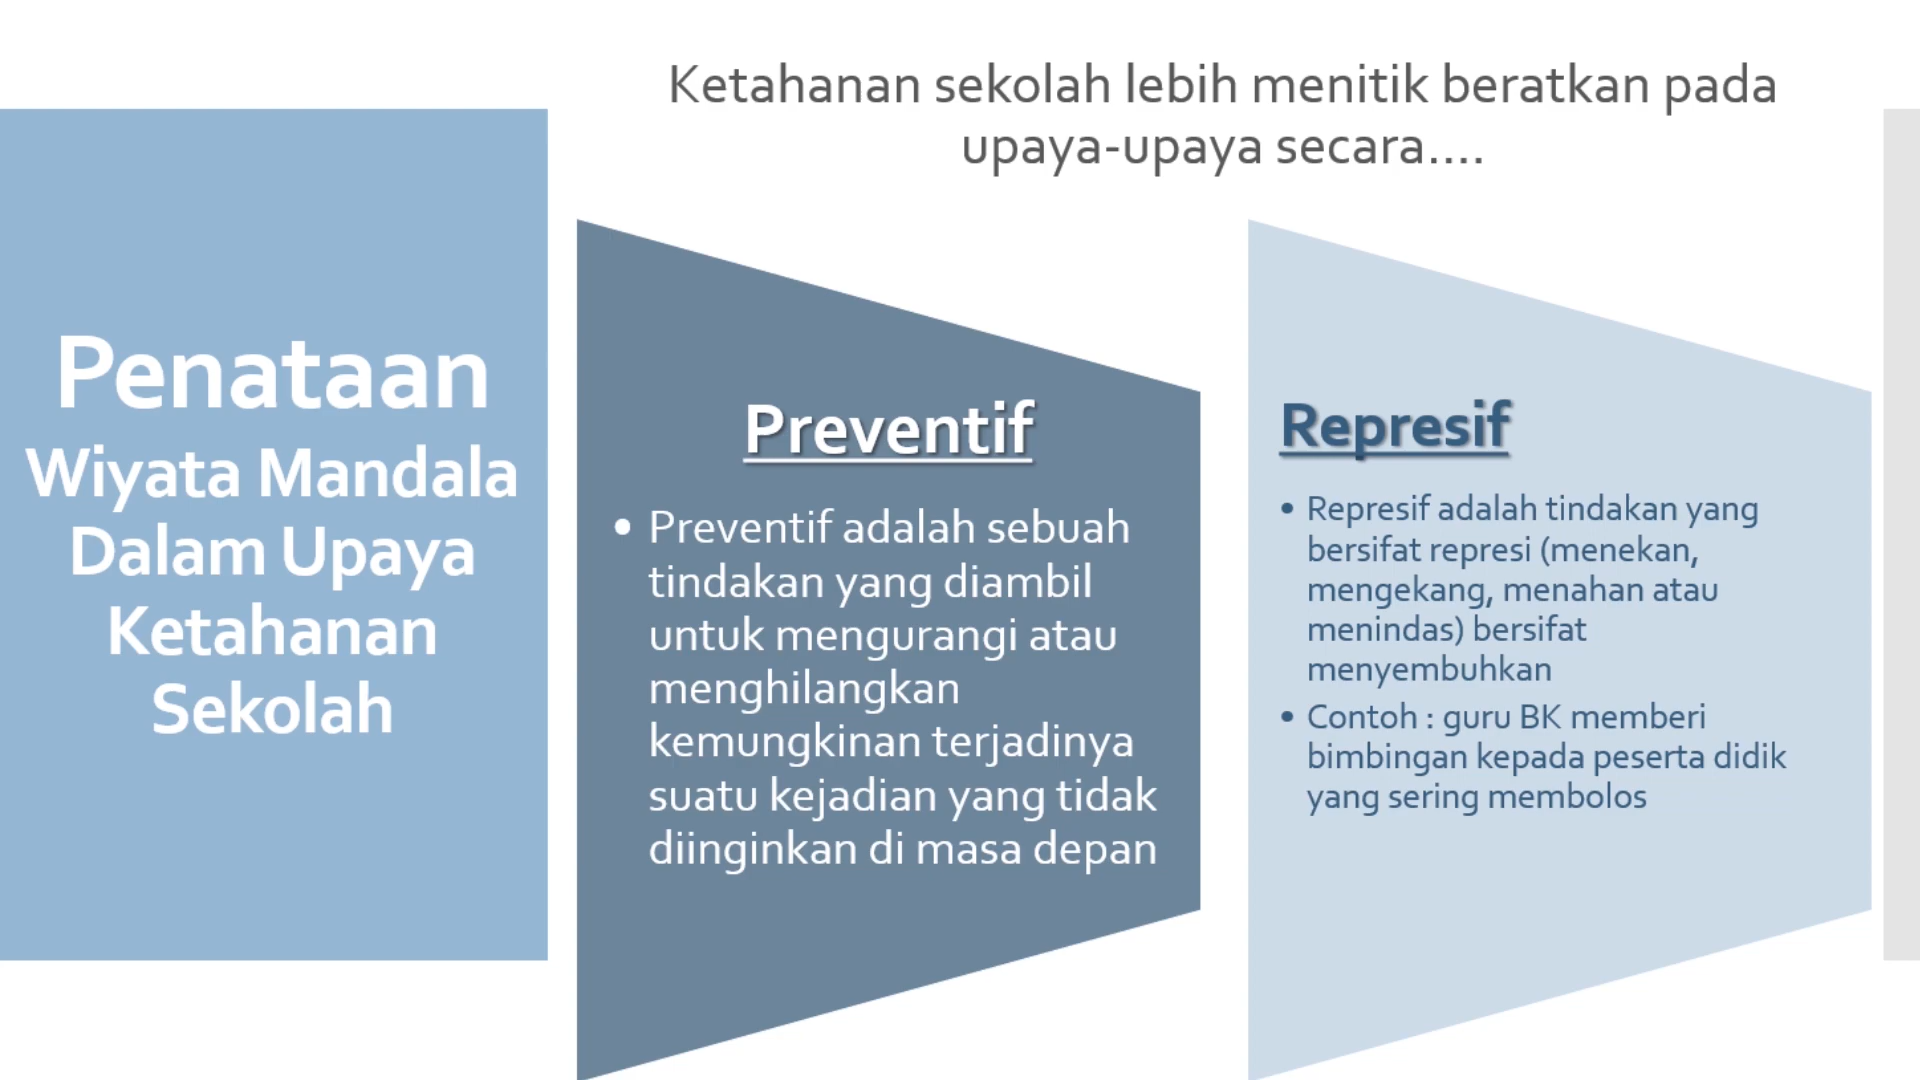 Ketahanan sekolah lebih menitik beratkan pada
upaya-upaya secara....
Penataan
Wiyata Mandala
Dalam Upaya
Ketahanan
Sekolah
Preventif
• Preventif adalah sebuah
tindakan yang diambil
untuk mengurangi atau
menghilangkan
kemungkinan terjadinya
suatu kejadian yang tidak
diinginkan di masa depan
Represif
• Represif adalah tindakan yang
bersifat represi (menekan,
mengekang, menahan atau
menindas) bersifat
menyembuhkan
• Contoh : guru BK memberi
bimbingan kepada peserta didik
yang sering membolos